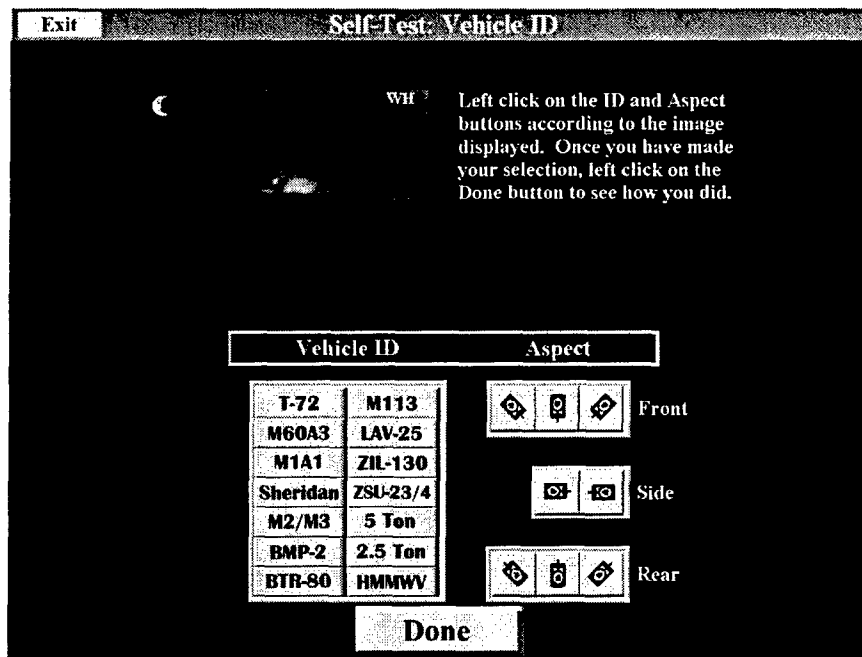 Exit
Self-Test: Vehicle ID
WH
Left click on the ID and Aspect
buttons according to the image
displayed. Once you have made
your selection, left click on the
Done button to see how you did.
Vehicle ID Aspect
T-72 M113
M60A3 LAV-25
M1A1 ZIL-130
Sheridan ZSU-23/4
M2/M3 5 Ton
BMP-2 2.5 Ton
BTR-80 HMMWV
Front
Side
Rear
Done